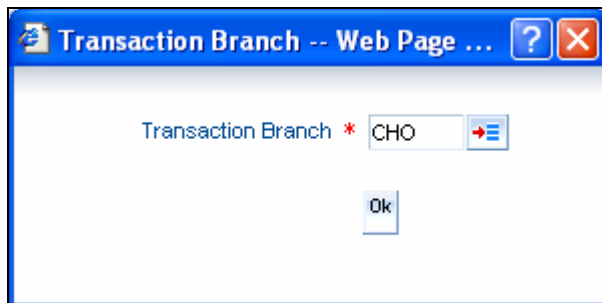 Transaction Branch -- Web Page ... ?
Transaction Branch * CHO
Ok